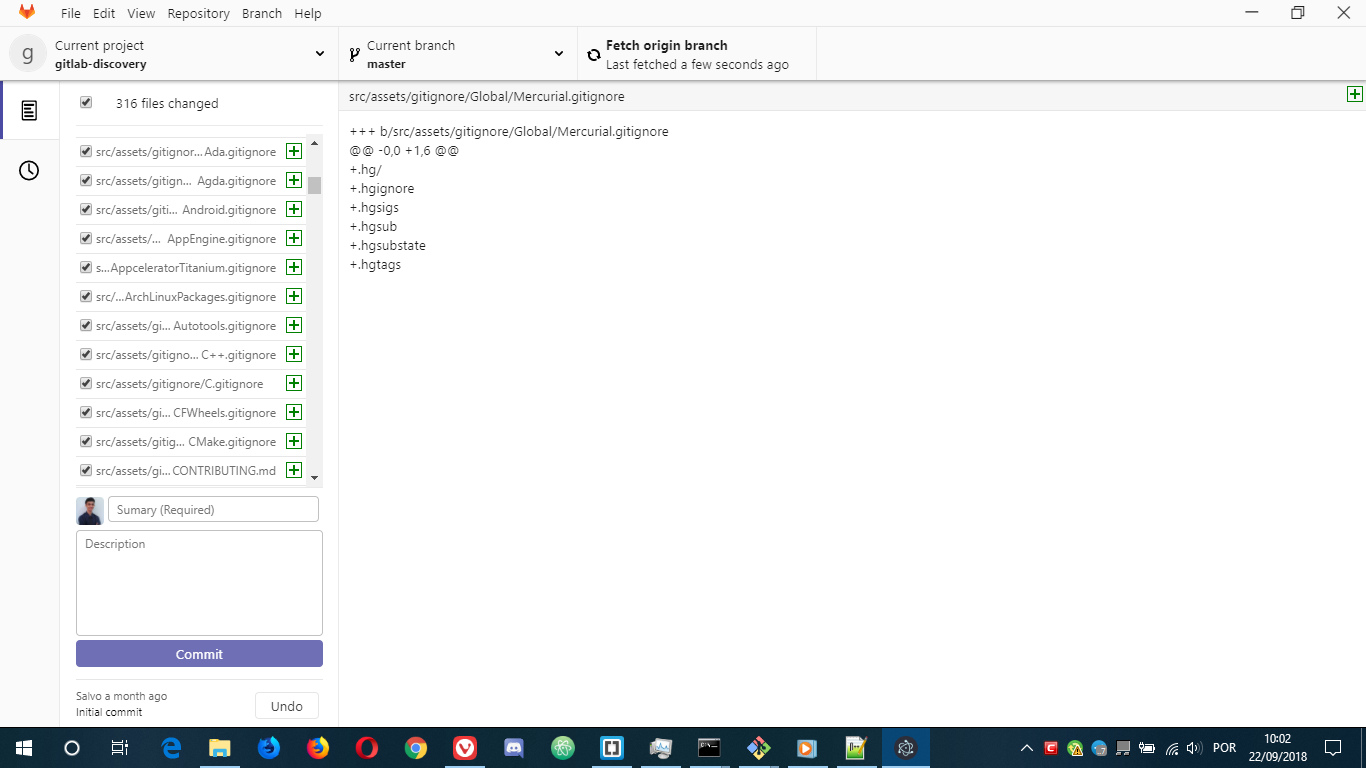 File Edit View Repository Branch Help
g
Current project
gitlab-discovery
Current branch
master
Fetch origin branch
Last fetched a few seconds ago
316 files changed
src/assets/gitignor... Ada.gitignore
src/assets/gitign... Agda.gitignore
src/assets/giti... Android.gitignore
src/assets/... AppEngine.gitignore
s...AppceleratorTitanium.gitignore
src/...ArchLinuxPackages.gitignore
src/assets/gi... Autotools.gitignore
src/assets/gitigno... C++.gitignore
src/assets/gitignore/C.gitignore
src/assets/gi... CFWheels.gitignore
src/assets/gitig... CMake.gitignore
src/assets/gi... CONTRIBUTING.md
Sumary (Required)
Description
Commit
Salvo a month ago
Initial commit
Undo
src/assets/gitignore/Global/Mercurial.gitignore
+++ b/src/assets/gitignore/Global/Mercurial.gitignore
@@ -0,0 +1,6 @@
+.hg/
+.hgignore
+.hgsigs
+.hgsub
+.hgsubstate
+.hgtags
POR
10:02
22/09/2018